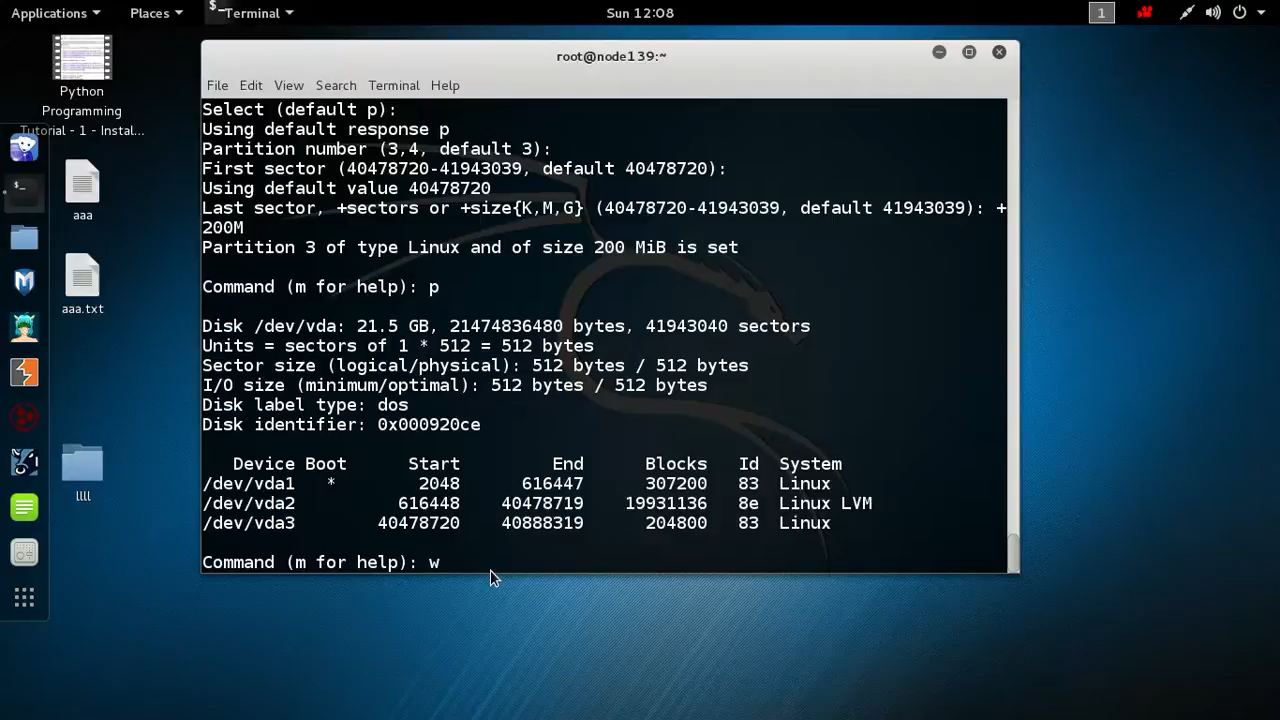 Applications
Places
Terminal
Sun 12:08
1
root@node139:~
File Edit View Search Terminal Help
Select (default p):
Using default response p
Partition number (3,4, default 3):
First sector (40478720-41943039, default 40478720):
Using default value 40478720
Last sector, +sectors or +size{K,M,G} (40478720-41943039, default 41943039): +
200M
Partition 3 of type Linux and of size 200 MiB is set
Command (m for help): p
Disk /dev/vda: 21.5 GB, 21474836480 bytes, 41943040 sectors
Units = sectors of 1 * 512 = 512 bytes
Sector size (logical/physical): 512 bytes / 512 bytes
I/O size (minimum/optimal): 512 bytes / 512 bytes
Disk label type: dos
Disk identifier: 0x000920ce
Device Boot Start End Blocks Id System
/dev/vda1 * 2048 616447 307200 83 Linux
/dev/vda2 616448 40478719 19931136 8e Linux LVM
/dev/vda3 40478720 40888319 204800 83 Linux
Command (m for help): w
Python
Programming
Tutorial - 1 - Instal...
aaa
aaa.txt
llll